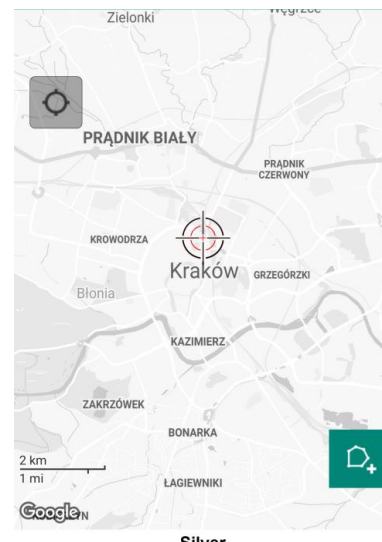 Zielonki
Węgrzce
PRĄDNIK BIAŁY
PRĄDNIK
CZERWONY
KROWODRZA
Kraków
GRZEGÓRZKI
Błonia
KAZIMIERZ
ZAKRZÓWEK
BONARKA
2 km
1 mi
ŁAGIEWNIKI
Google
Silver